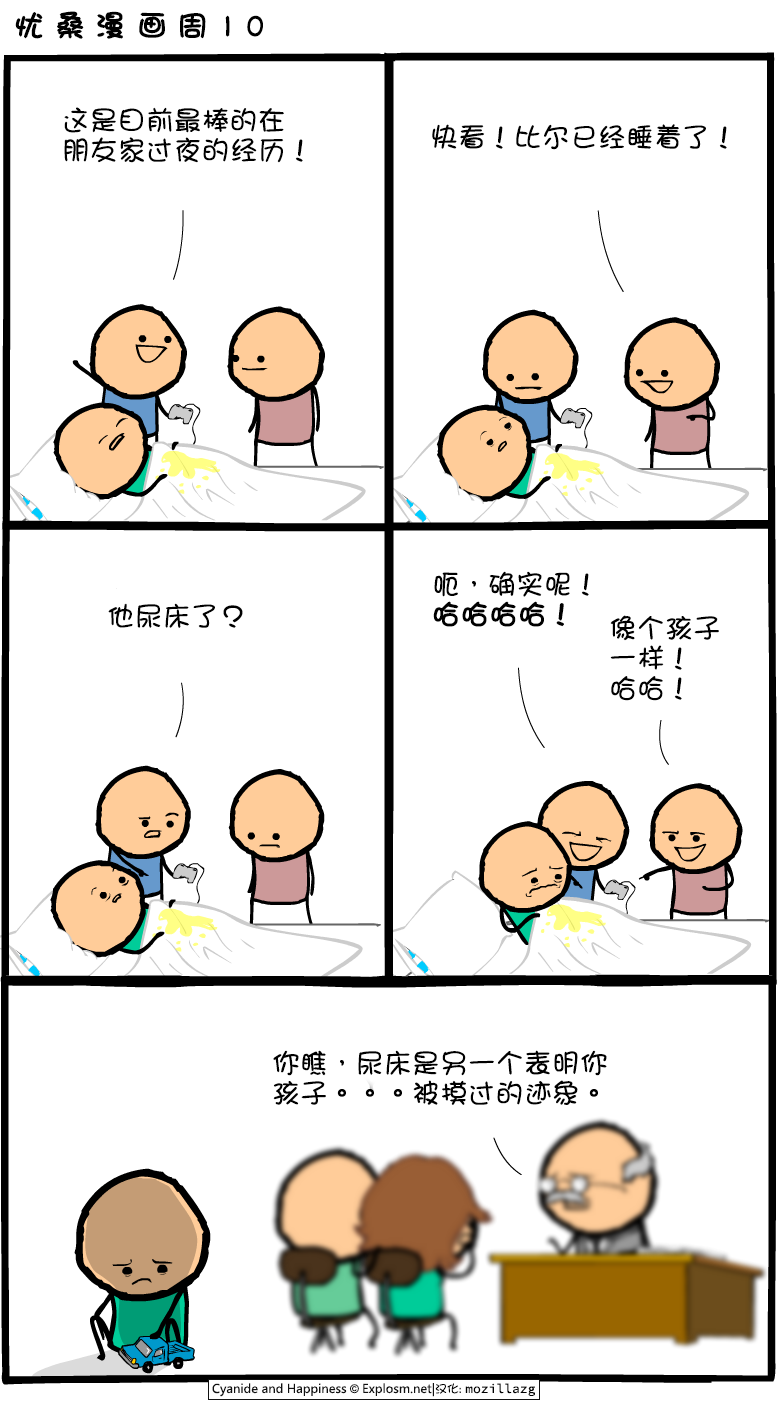 忧桑漫画周10
这是目前最棒的在
朋友家过夜的经历！
快看！比尔已经睡着了！
他尿床了？
呃，确实呢！
哈哈哈哈！
像个孩子
一样！
哈哈！
你瞧，尿床是另一个表明你
孩子。。。被摸过的迹象。
Cyanide and Happiness © Explosm.net|汉化: mozillazg